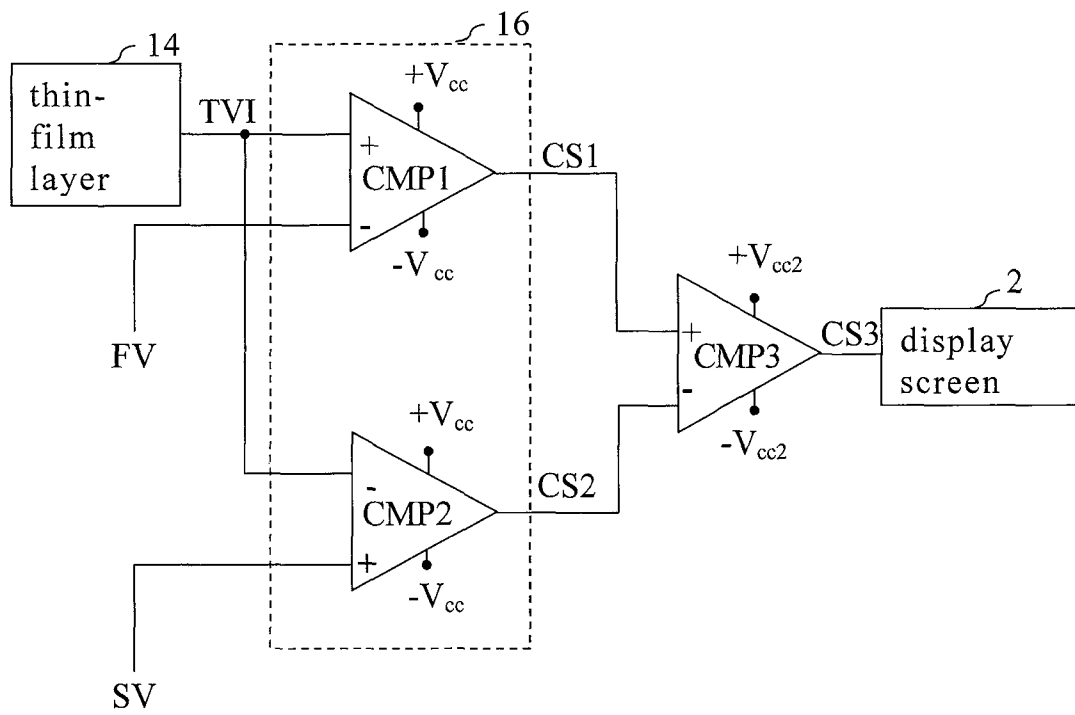 14
16
thin-
film
layer
TVI
+Vcc
+
CMP1
-
-Vcc
CS1
FV
+Vcc2
2
+
CMP3
-
CS3
display
screen
-Vcc2
+Vcc
-
CMP2
+
CS2
-Vcc
SV